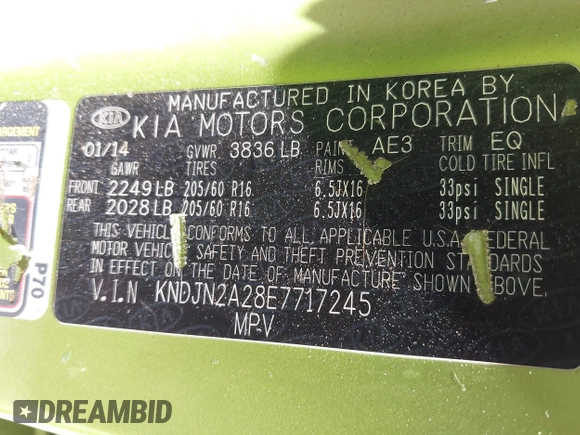 MANUFACTURED IN KOREA BY
KIA KIA MOTORS CORPORATION
01/14 GVWR 3836 LB PAINT AE3 TRIM EQ
GAWR TIRES RIMS COLD TIRE INFL
FRONT 2249 LB 205/60 R16 6.5JX16 33psi SINGLE
REAR 2028 LB 205/60 R16 6.5JX16 33psi SINGLE
THIS VEHICLE CONFORMS TO ALL APPLICABLE U.S.A. FEDERAL
MOTOR VEHICLE SAFETY AND THEFT PREVENTION STANDARDS
IN EFFECT ON THE DATE OF MANUFACTURE SHOWN ABOVE.
V.I.N KNDJN2A28E7717245
MPV
P70
DREAMBID